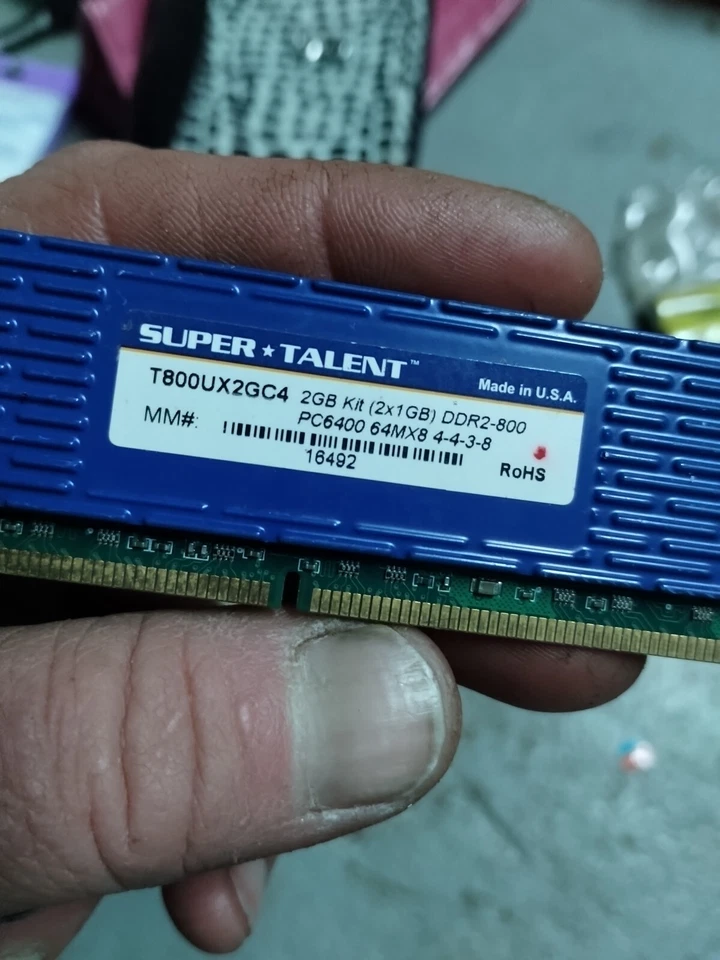 SUPER★TALENT™
Made in U.S.A.
T800UX2GC4 2GB Kit (2x1GB) DDR2-800
PC6400 64MX8 4-4-3-8
MM#:
16492
RoHS